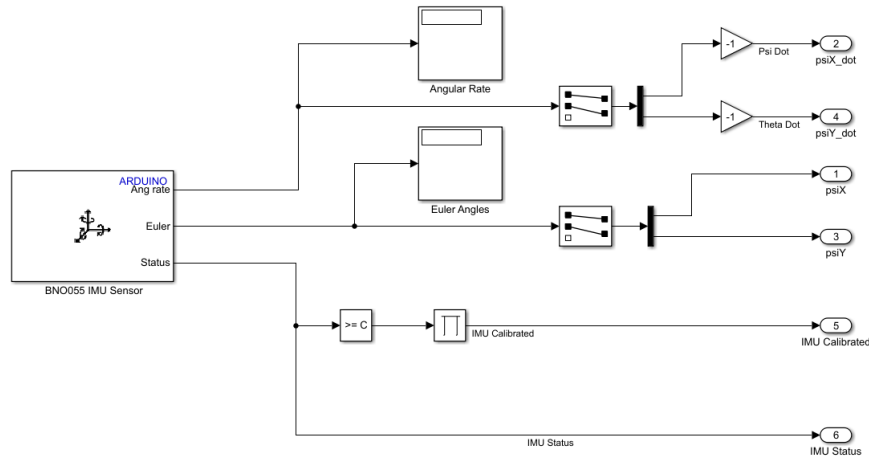 Angular Rate
-1
Psi Dot
2
psiX_dot
-1
Theta Dot
4
psiY_dot
ARDUINO
Ang rate
Euler
Status
BNO055 IMU Sensor
Euler Angles
1
psiX
3
psiY
>= C
IMU Calibrated
5
IMU Calibrated
IMU Status
6
IMU Status